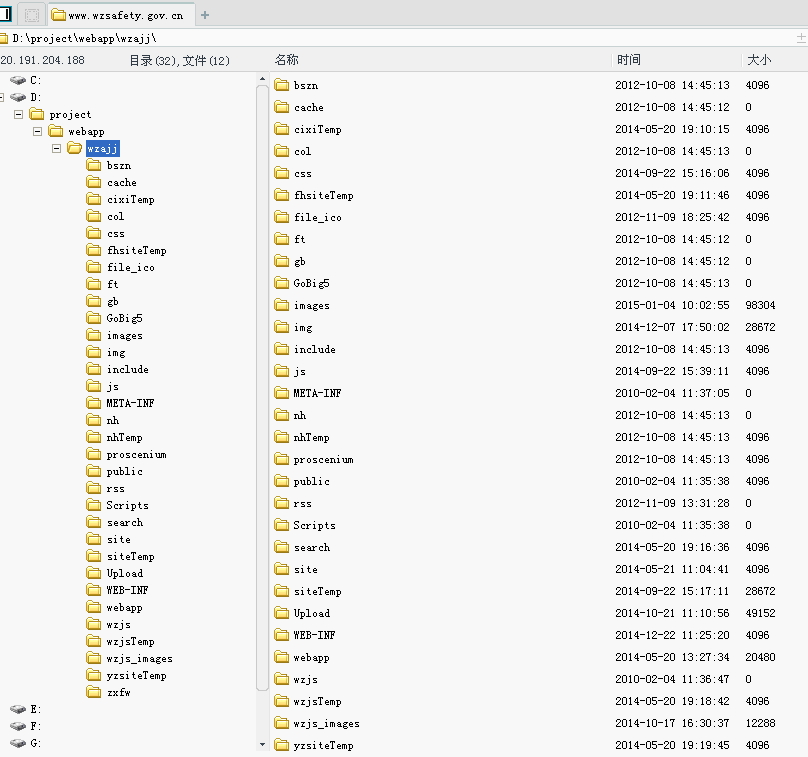 www.wzsafety.gov.cn
D:\project\webapp\wzajj\
20.191.204.188 目录(32),文件(12) 名称 时间 大小
C:
D:
project
webapp
wzajj
bszn
cache
cixiTemp
col
css
fhsiteTemp
file_ico
ft
gb
GoBig5
images
img
include
js
META-INF
nh
nhTemp
proscenium
public
rss
Scripts
search
site
siteTemp
Upload
WEB-INF
webapp
wzjs
wzjsTemp
wzjs_images
yzsiteTemp
zxfw
E:
F:
G:
bszn 2012-10-08 14:45:13 4096
cache 2012-10-08 14:45:12 0
cixiTemp 2014-05-20 19:10:15 4096
col 2012-10-08 14:45:13 0
css 2014-09-22 15:16:06 4096
fhsiteTemp 2014-05-20 19:11:46 4096
file_ico 2012-11-09 18:25:42 4096
ft 2012-10-08 14:45:12 0
gb 2012-10-08 14:45:12 0
GoBig5 2012-10-08 14:45:13 0
images 2015-01-04 10:02:55 98304
img 2014-12-07 17:50:02 28672
include 2012-10-08 14:45:13 4096
js 2014-09-22 15:39:11 4096
META-INF 2010-02-04 11:37:05 0
nh 2012-10-08 14:45:13 0
nhTemp 2012-10-08 14:45:13 4096
proscenium 2012-10-08 14:45:13 4096
public 2010-02-04 11:35:38 4096
rss 2012-11-09 13:31:28 0
Scripts 2010-02-04 11:35:38 0
search 2014-05-20 19:16:36 4096
site 2014-05-21 11:04:41 4096
siteTemp 2014-09-22 15:17:11 28672
Upload 2014-10-21 11:10:56 49152
WEB-INF 2014-12-22 11:25:20 4096
webapp 2014-05-20 13:27:34 20480
wzjs 2010-02-04 11:36:47 0
wzjsTemp 2014-05-20 19:18:42 4096
wzjs_images 2014-10-17 16:30:37 12288
yzsiteTemp 2014-05-20 19:19:45 4096